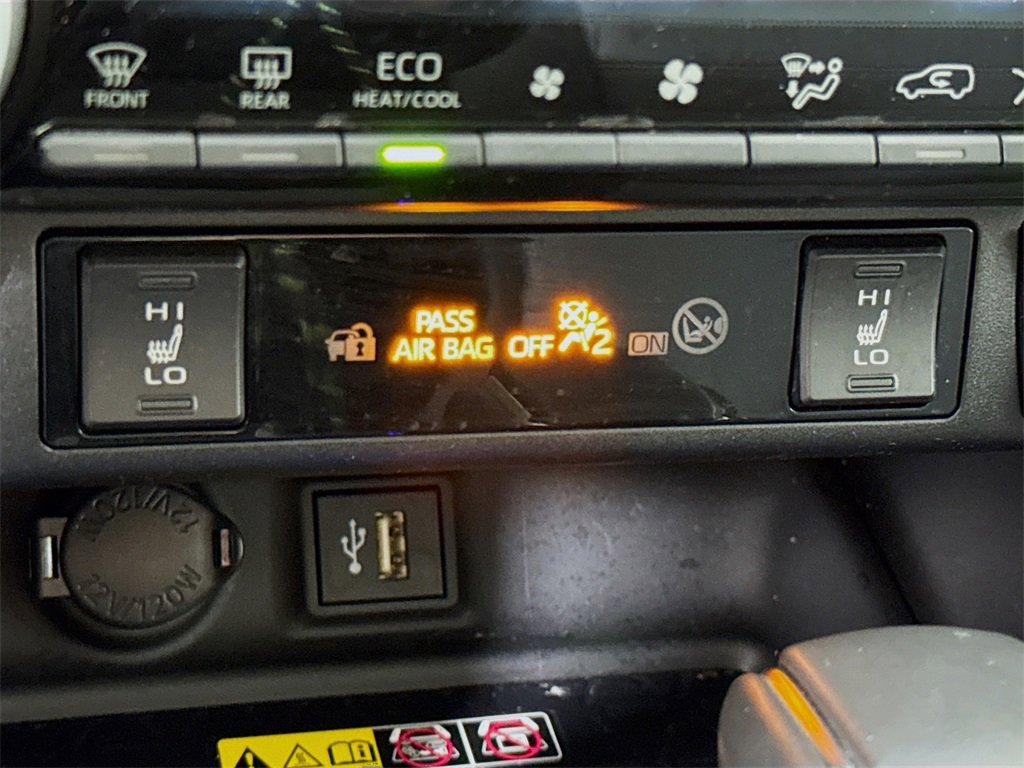 FRONT
REAR
ECO
HEAT/COOL
HI
LO
PASS
AIR BAG OFF 2
ON
HI
LO
12V/120W
12V/120W